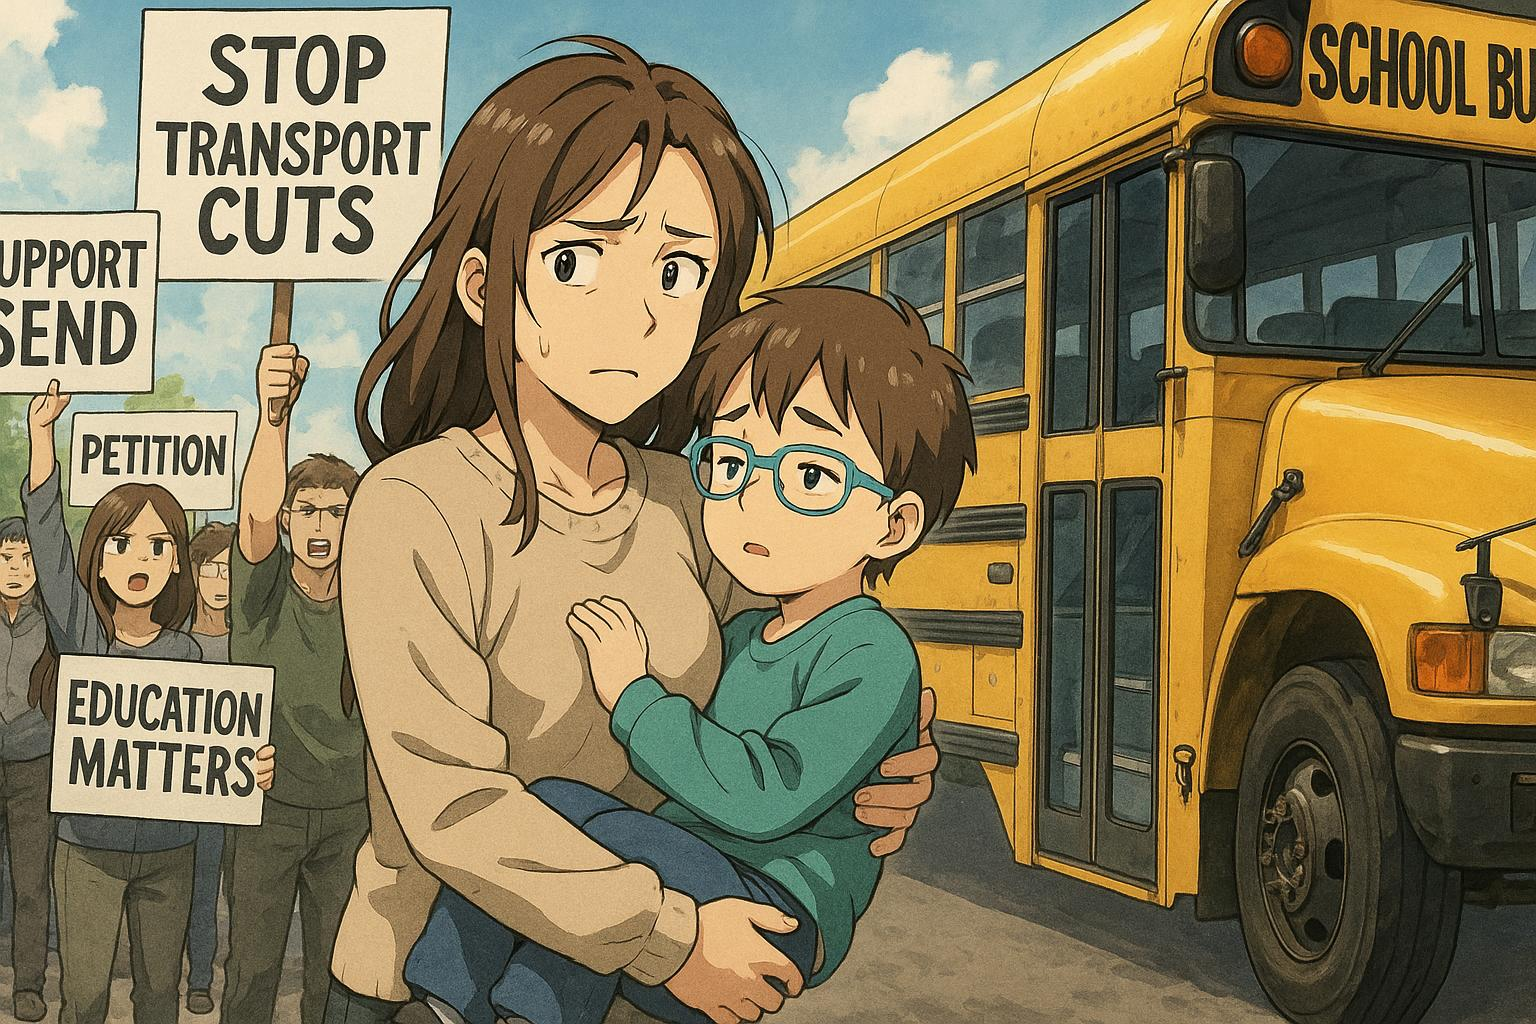 STOP
TRANSPORT
CUTS
UPPORT
SEND
PETITION
EDUCATION
MATTERS
SCHOOL BU